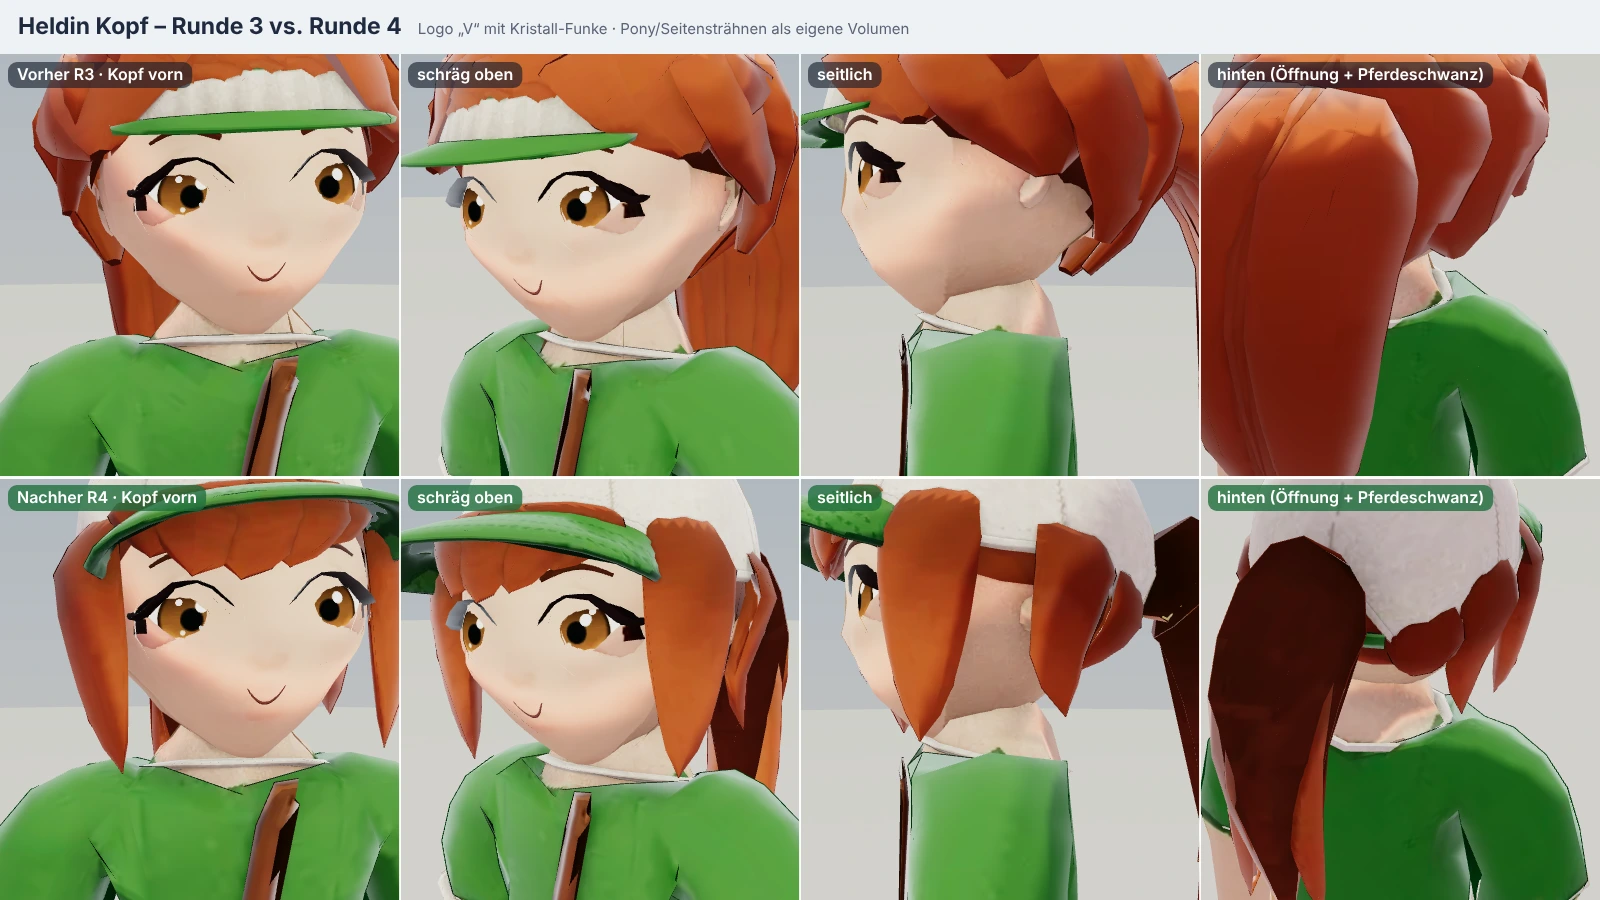 Heldin Kopf – Runde 3 vs. Runde 4
Logo „V“ mit Kristall-Funke · Pony/Seitensträhnen als eigene Volumen
Vorher R3 · Kopf vorn
schräg oben
seitlich
hinten (Öffnung + Pferdeschwanz)
Nachher R4 · Kopf vorn
schräg oben
seitlich
hinten (Öffnung + Pferdeschwanz)